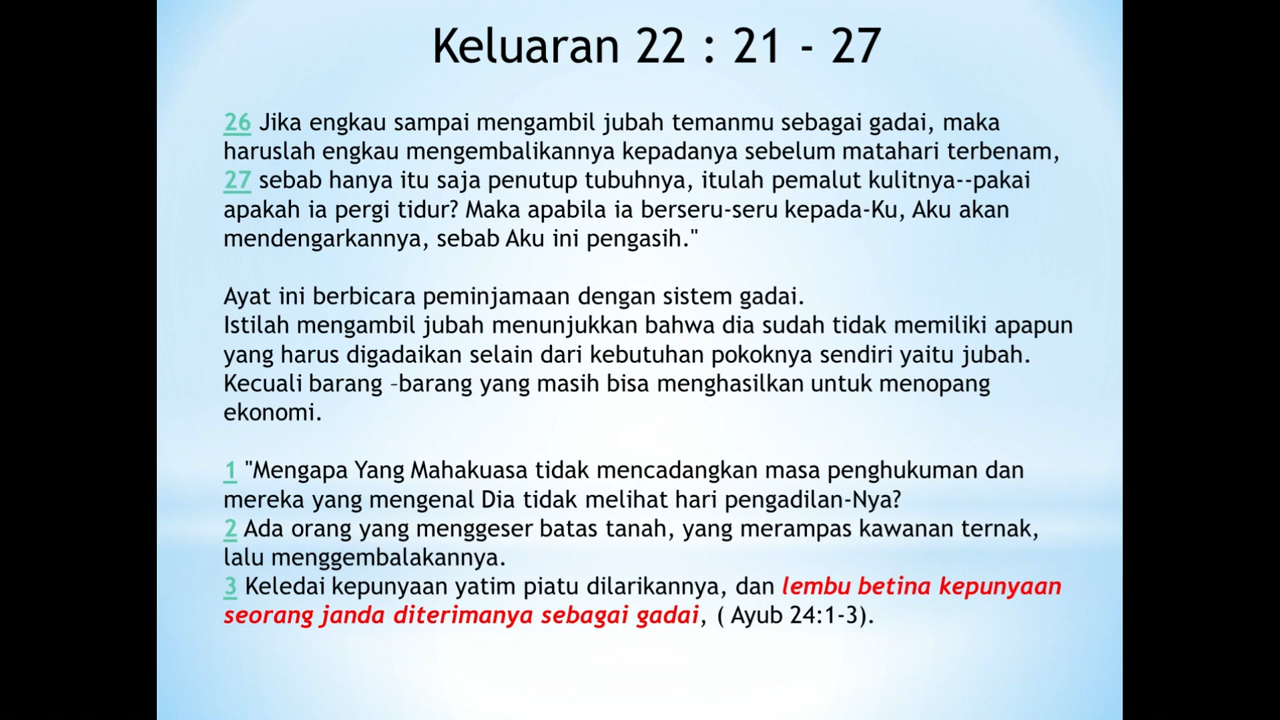 Keluaran 22 : 21 - 27
26 Jika engkau sampai mengambil jubah temanmu sebagai gadai, maka
haruslah engkau mengembalikannya kepadanya sebelum matahari terbenam,
27 sebab hanya itu saja penutup tubuhnya, itulah pemalut kulitnya--pakai
apakah ia pergi tidur? Maka apabila ia berseru-seru kepada-Ku, Aku akan
mendengarkannya, sebab Aku ini pengasih."
Ayat ini berbicara peminjamaan dengan sistem gadai.
Istilah mengambil jubah menunjukkan bahwa dia sudah tidak memiliki apapun
yang harus digadaikan selain dari kebutuhan pokoknya sendiri yaitu jubah.
Kecuali barang –barang yang masih bisa menghasilkan untuk menopang
ekonomi.
1 "Mengapa Yang Mahakuasa tidak mencadangkan masa penghukuman dan
mereka yang mengenal Dia tidak melihat hari pengadilan-Nya?
2 Ada orang yang menggeser batas tanah, yang merampas kawanan ternak,
lalu menggembalakannya.
3 Keledai kepunyaan yatim piatu dilarikannya, dan lembu betina kepunyaan
seorang janda diterimanya sebagai gadai, ( Ayub 24:1-3).